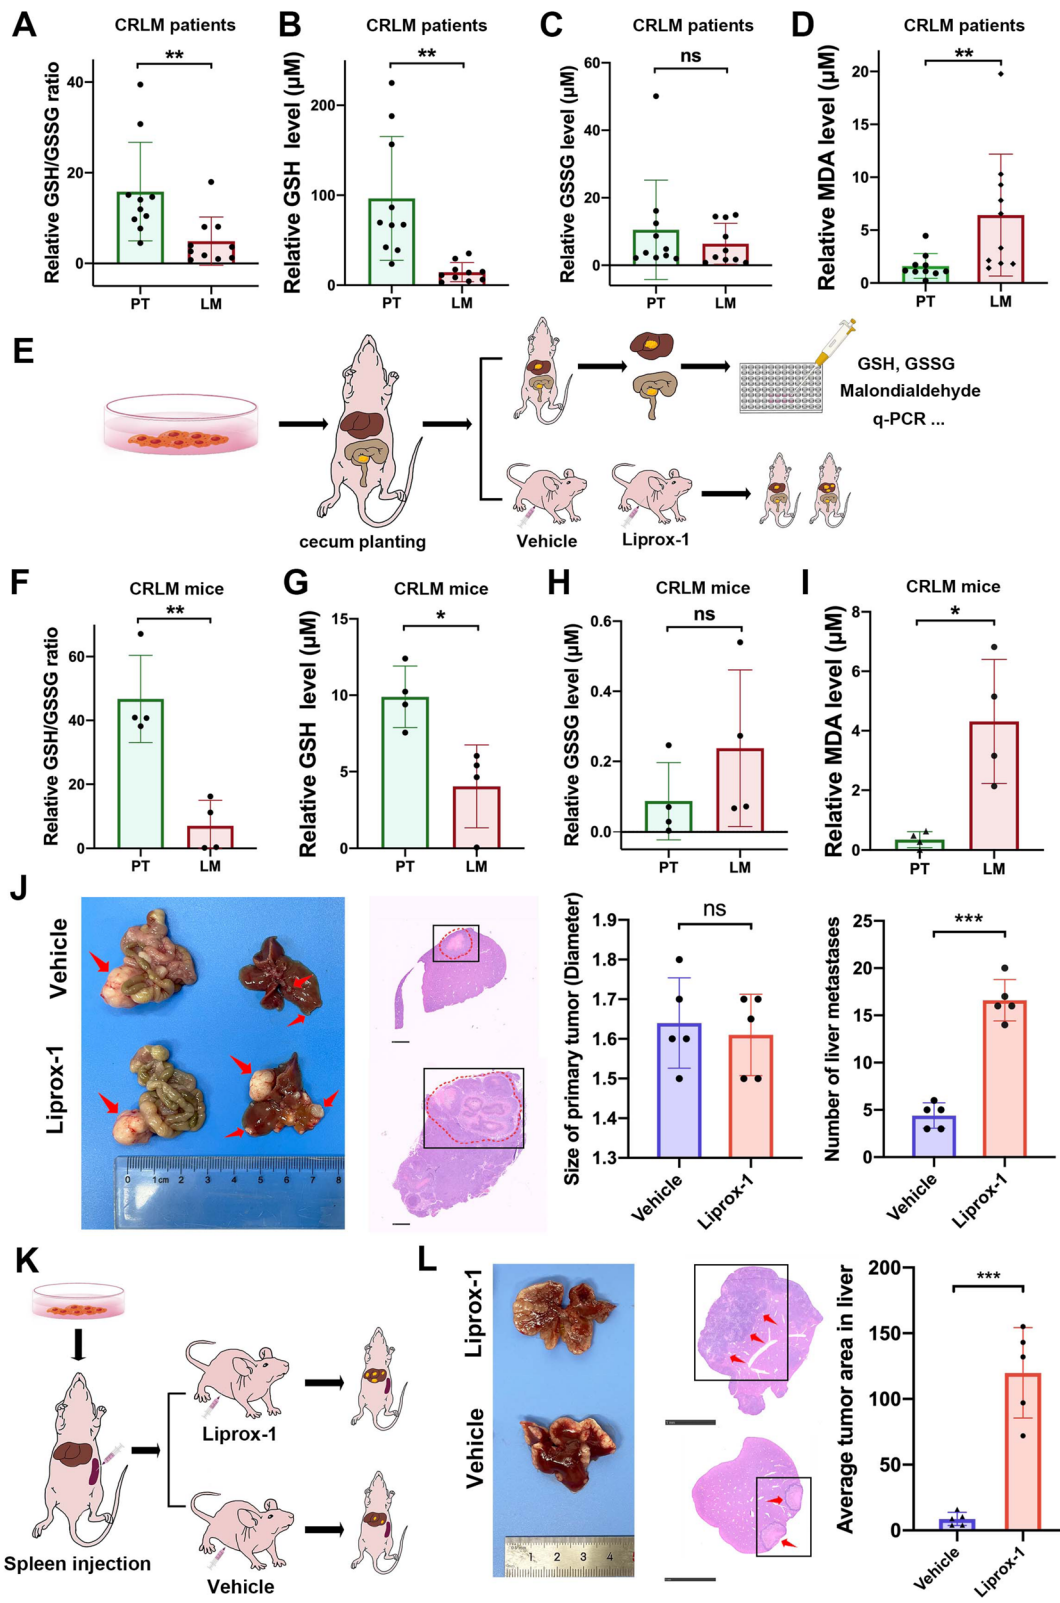 A
CRLM patients
**
Relative GSH/GSSG ratio
40
20
0
PT
LM
B
CRLM patients
**
Relative GSH level (μM)
200
100
0
PT
LM
C
CRLM patients
ns
Relative GSSG level (μM)
60
40
20
0
PT
LM
D
CRLM patients
**
Relative MDA level (μM)
20
15
10
5
0
PT
LM
E
cecum planting
Vehicle
Liprox-1
GSH, GSSG
Malondialdehyde
q-PCR ...
F
CRLM mice
**
Relative GSH/GSSG ratio
60
40
20
0
PT
LM
G
CRLM mice
*
Relative GSH level (μM)
15
10
5
0
PT
LM
H
CRLM mice
ns
Relative GSSG level (μM)
0.6
0.4
0.2
0.0
PT
LM
I
CRLM mice
*
Relative MDA level (μM)
8
6
4
2
0
PT
LM
J
Vehicle
Liprox-1
0 1cm 2 3 4 5 6 7 8
ns
Size of primary tumor (Diameter)
1.9
1.8
1.7
1.6
1.5
1.4
1.3
Vehicle
Liprox-1
***
Number of liver metastases
25
20
15
10
5
0
Vehicle
Liprox-1
K
Spleen injection
Liprox-1
Vehicle
L
Liprox-1
Vehicle
1 2 3 4
***
Average tumor area in liver
200
150
100
50
0
Vehicle
Liprox-1